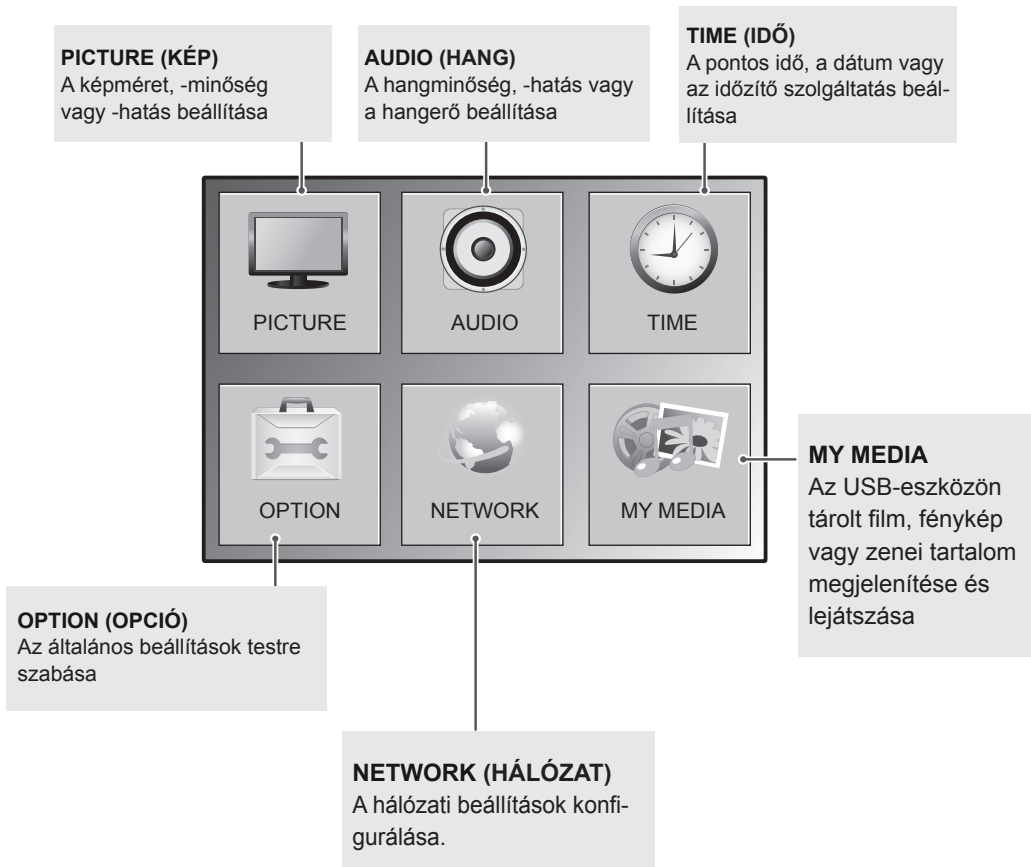 PICTURE (KÉP)
A képméret, -minőség
vagy -hatás beállítása
AUDIO (HANG)
A hangminőség, -hatás vagy
a hangerő beállítása
TIME (IDŐ)
A pontos idő, a dátum vagy
az időzítő szolgáltatás beál-
lítása
PICTURE
AUDIO
TIME
OPTION
NETWORK
MY MEDIA
MY MEDIA
Az USB-eszközön
tárolt film, fénykép
vagy zenei tartalom
megjelenítése és
lejátszása
OPTION (OPCIÓ)
Az általános beállítások testre
szabása
NETWORK (HÁLÓZAT)
A hálózati beállítások konfi-
gurálása.